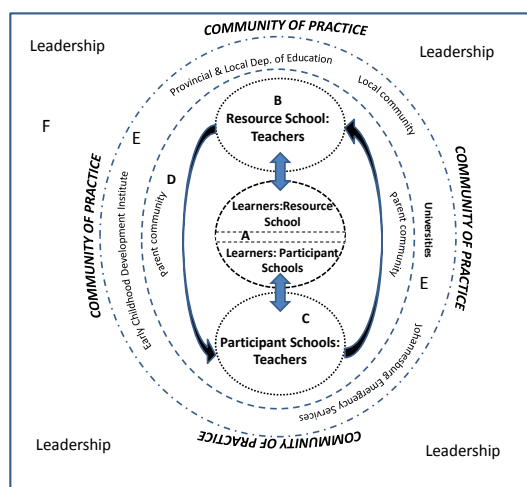 COMMUNITY OF PRACTICE
Leadership
Leadership
Provincial & Local Dep. of Education
Local community
F
E
B
Resource School:
Teachers
COMMUNITY OF PRACTICE
COMMUNITY OF PRACTICE
D
Early Childhood Development Institute
Parent community
Learners:Resource
School
A
Learners: Participant
Schools
Parent community
Universities
E
C
Participant Schools:
Teachers
Johannesburg Emergency Services
Leadership
COMMUNITY OF PRACTICE
Leadership